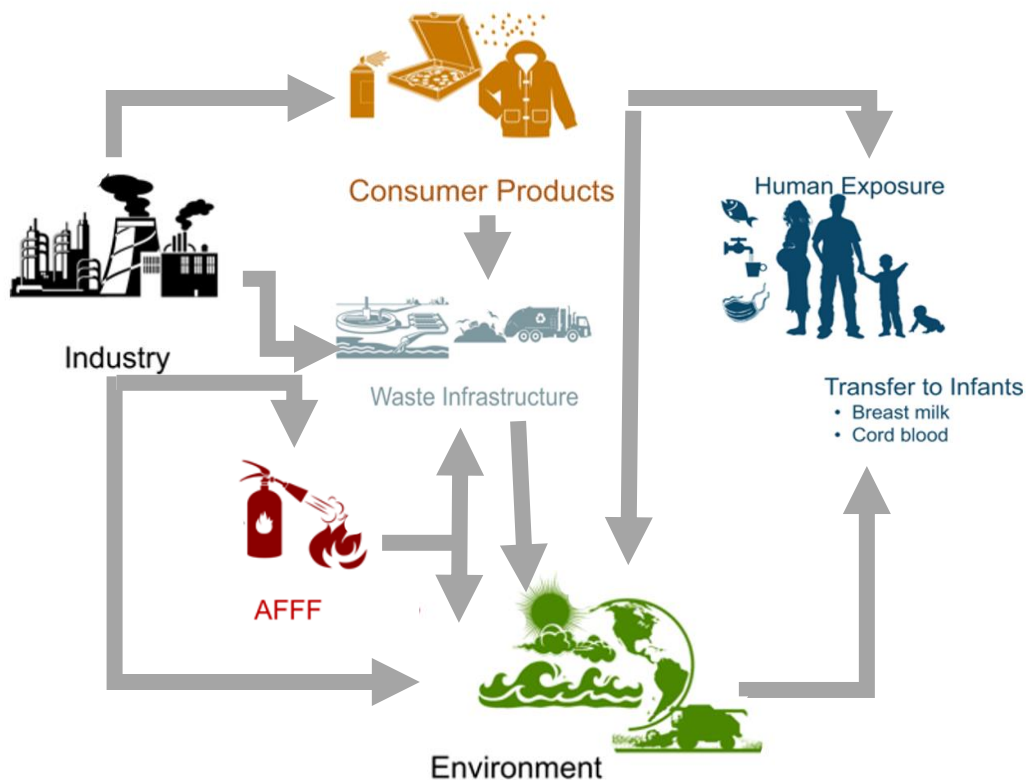 Consumer Products
Human Exposure
Industry
Waste Infrastructure
Transfer to Infants
• Breast milk
• Cord blood
AFFF
Environment